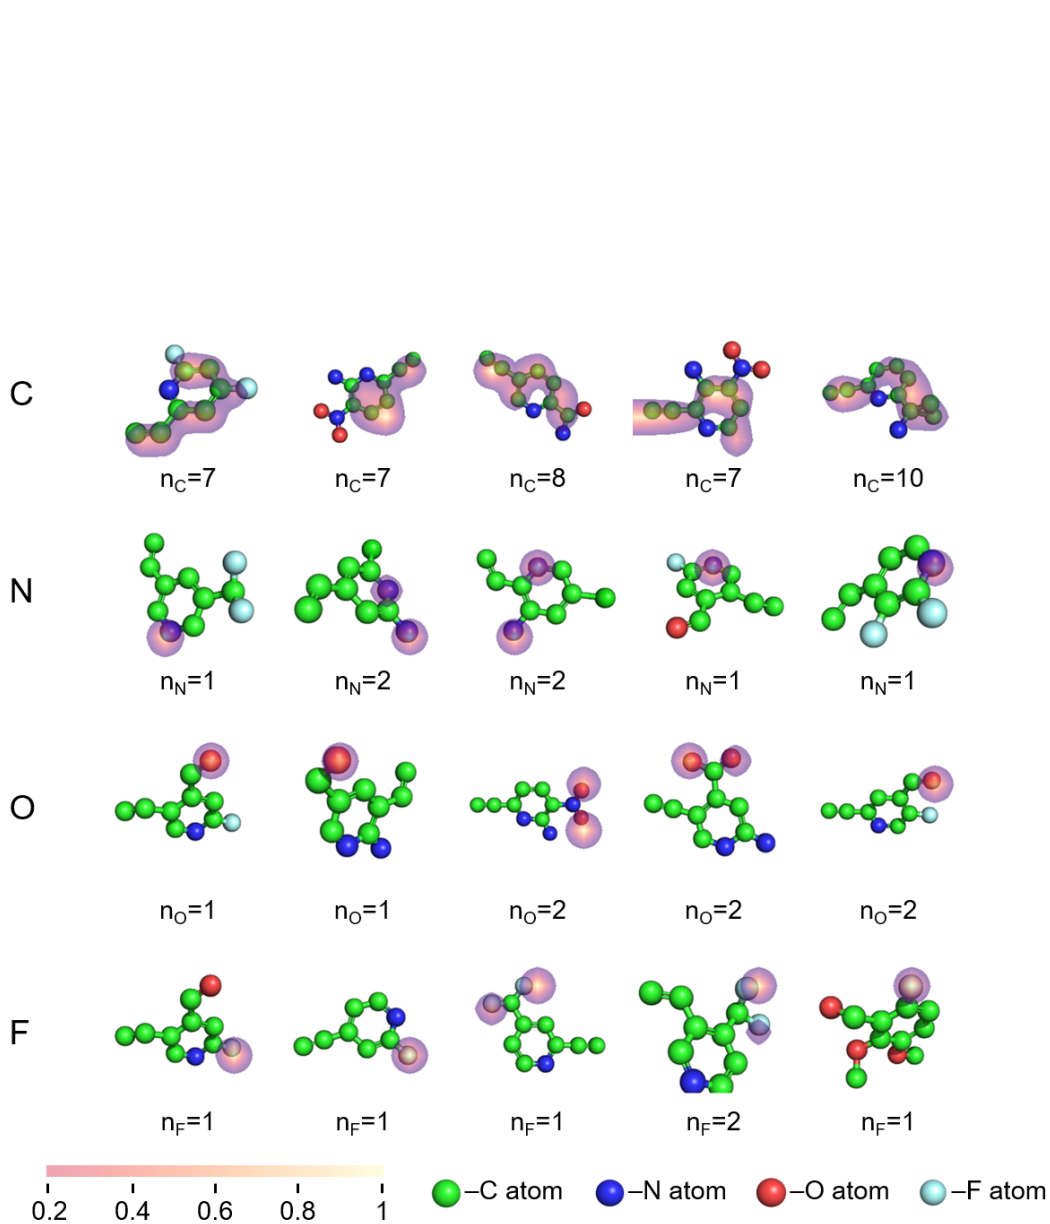 C
n_C=7 n_C=7 n_C=8 n_C=7 n_C=10
N
n_N=1 n_N=2 n_N=2 n_N=1 n_N=1
O
n_O=1 n_O=1 n_O=2 n_O=2 n_O=2
F
n_F=1 n_F=1 n_F=1 n_F=2 n_F=1
0.2 0.4 0.6 0.8 1
–C atom –N atom –O atom –F atom